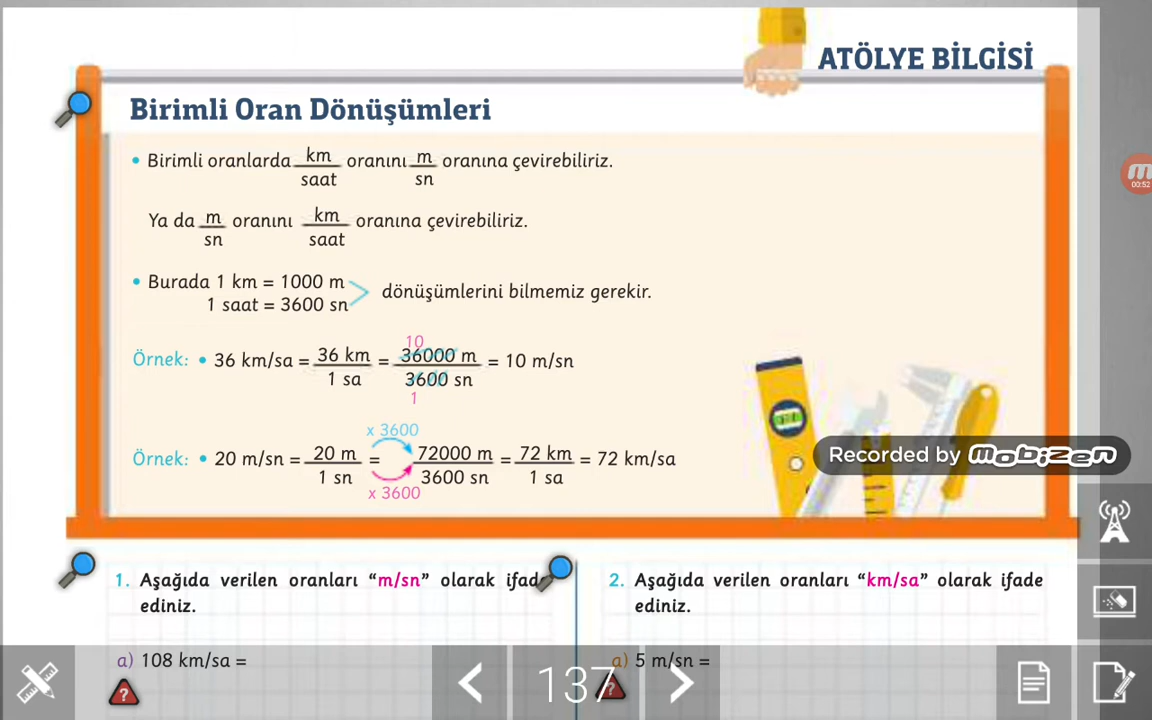 ATÖLYE BİLGİSİ
Birimli Oran Dönüşümleri
• Birimli oranlarda km/saat oranını m/sn oranına çevirebiliriz.
Ya da m/sn oranını km/saat oranına çevirebiliriz.
• Burada 1 km = 1000 m
1 saat = 3600 sn
dönüşümlerini bilmemiz gerekir.
Örnek: • 36 km/sa = 36 km/1 sa = 36000 m/3600 sn = 10 m/sn
10
1
Örnek: • 20 m/sn = 20 m/1 sn = 72000 m/3600 sn = 72 km/1 sa = 72 km/sa
x 3600
x 3600
Recorded by mobizen
00:52
1. Aşağıda verilen oranları “m/sn” olarak ifad
ediniz.
a) 108 km/sa =
2. Aşağıda verilen oranları “km/sa” olarak ifade
ediniz.
a) 5 m/sn =
137